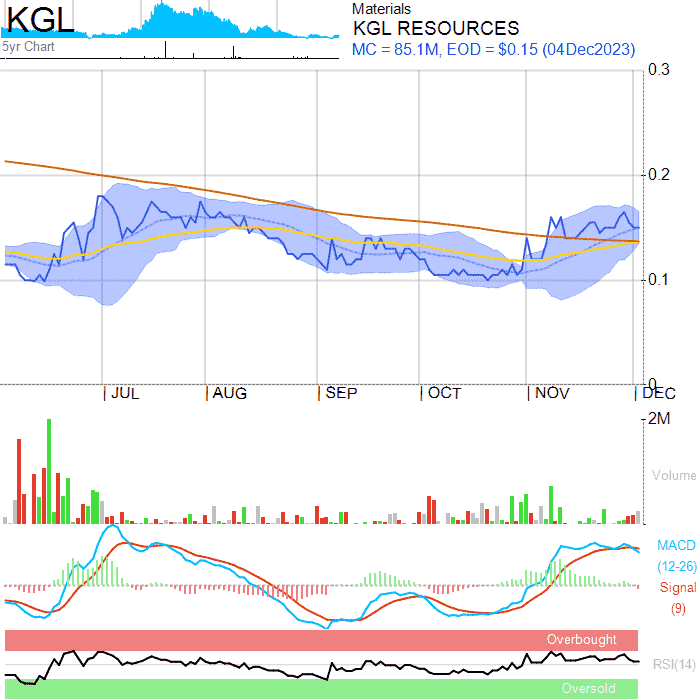 KGL
5yr Chart
Materials
KGL RESOURCES
MC = 85.1M, EOD = $0.15 (04Dec2023)
0.3
0.2
0.1
0
JUL AUG SEP OCT NOV DEC
2M
Volume
MACD
(12-26)
Signal
(9)
Overbought
RSI(14)
Oversold